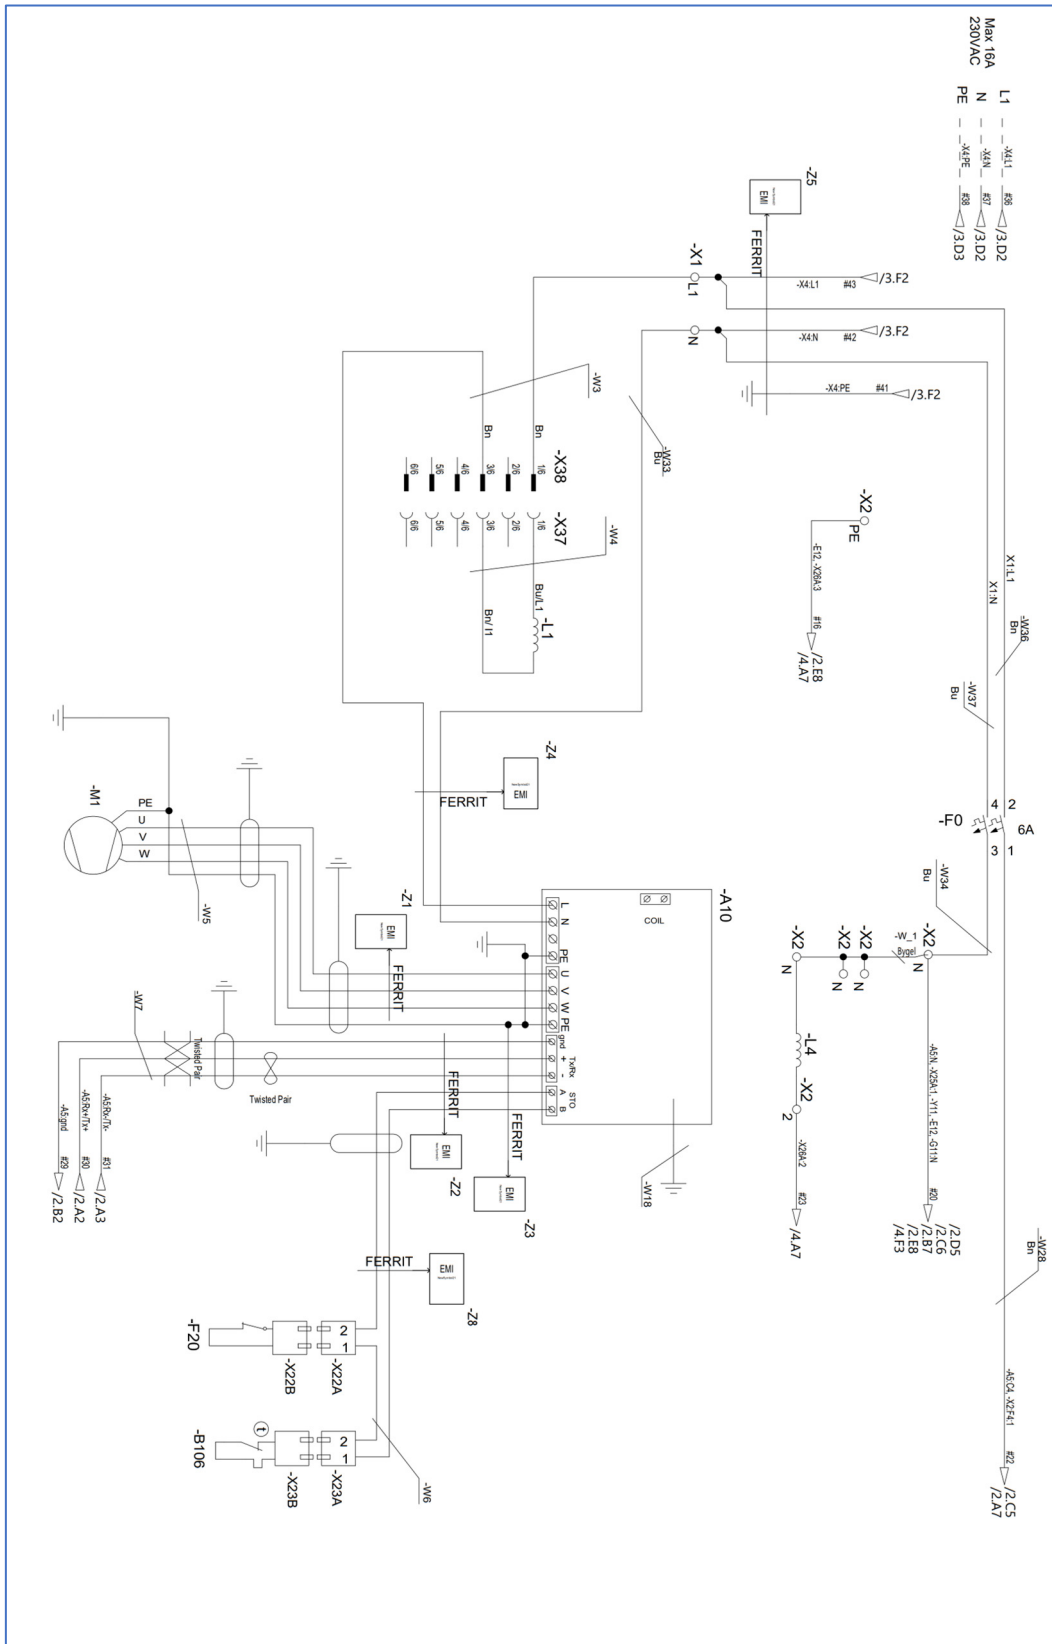 Max 16A
230VAC
L1
-X4:L1
#36
/3.D2
N
-X4:N
#37
/3.D2
PE
-X4:PE
#38
/3.D3
-Z5
EMI
FERRIT
-X1
L1
-X4:L1
#43
/3.F2
N
-X4:N
#42
/3.F2
-X4:PE
#41
/3.F2
-W3
-W33
Bu
Bn
Bn
-X38
6/6
5/6
4/6
3/6
2/6
1/6
-X37
6/6
5/6
4/6
3/6
2/6
1/6
-W4
Bu/L1
Bn/ I1
-L1
-X2
PE
-E12, -X26A:3
#16
/2.E8
/4.A7
X1:L1
X1:N
-W36
Bn
-W37
Bu
4 2
-F0
6A
3 1
-Z4
EMI
FERRIT
-M1
PE
U
V
W
-W5
-Z1
EMI
FERRIT
-A10
COIL
L
N
PE
U
V
W
PE
gnd
+
-
Tx/Rx
A
B
STO
-W34
Bu
-X2
N
-X2
N
-X2
N
-W_1
Bygel
-X2
N
-L4
-X2
2
-X26A:2
#23
/4.A7
-A5:N, -X25A:1, -Y11, -E12, -G11:N
#20
/2.D5
/2.C6
/2.B7
/2.E8
/4.F3
-W28
Bn
-A5:C4, -X2:F4:1
#22
/2.C5
/2.A7
-W7
Twisted Pair
Twisted Pair
-A5:gnd
#29
/2.B2
-A5:Rx+/Tx+
#30
/2.A2
-A5:Rx-/Tx-
#31
/2.A3
FERRIT
EMI
-Z2
FERRIT
EMI
-Z3
-W18
FERRIT
EMI
-Z8
-F20
-X22B
2
1
-X22A
-B106
t
-X23B
2
1
-X23A
-W6